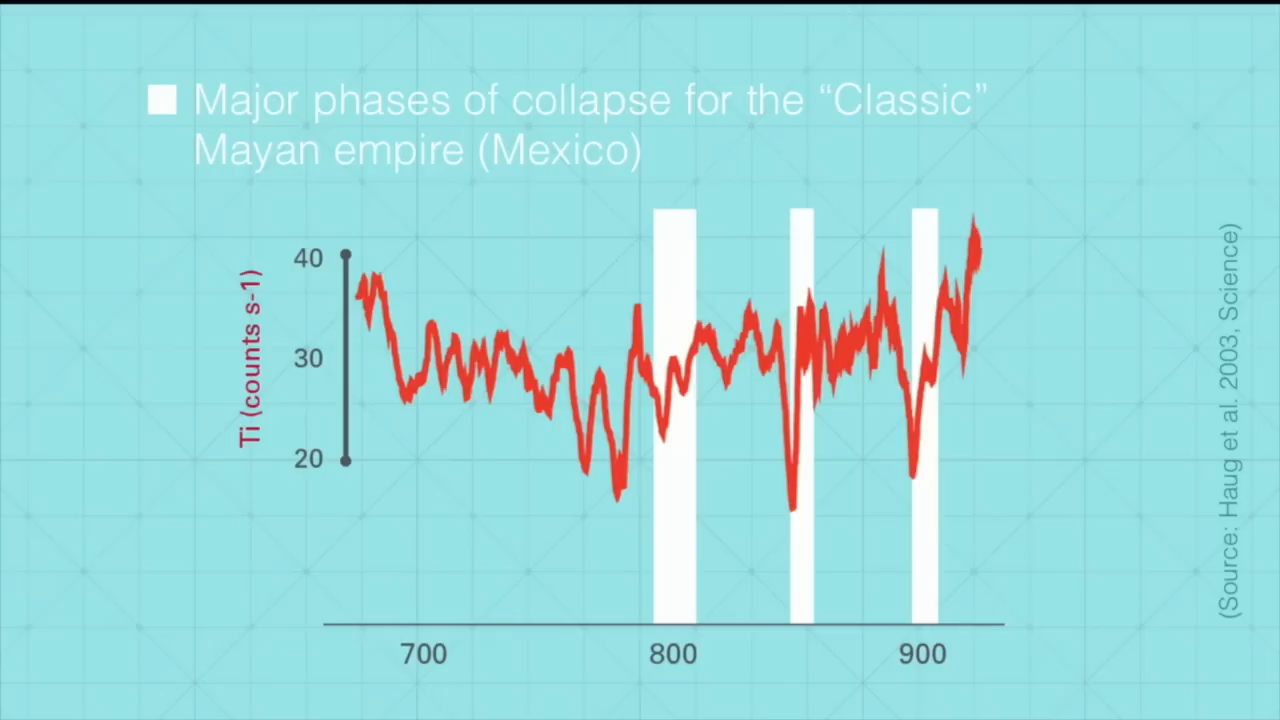 Major phases of collapse for the “Classic”
Mayan empire (Mexico)
40
30
20
Ti (counts s-1)
700
800
900
(Source: Haug et al. 2003, Science)